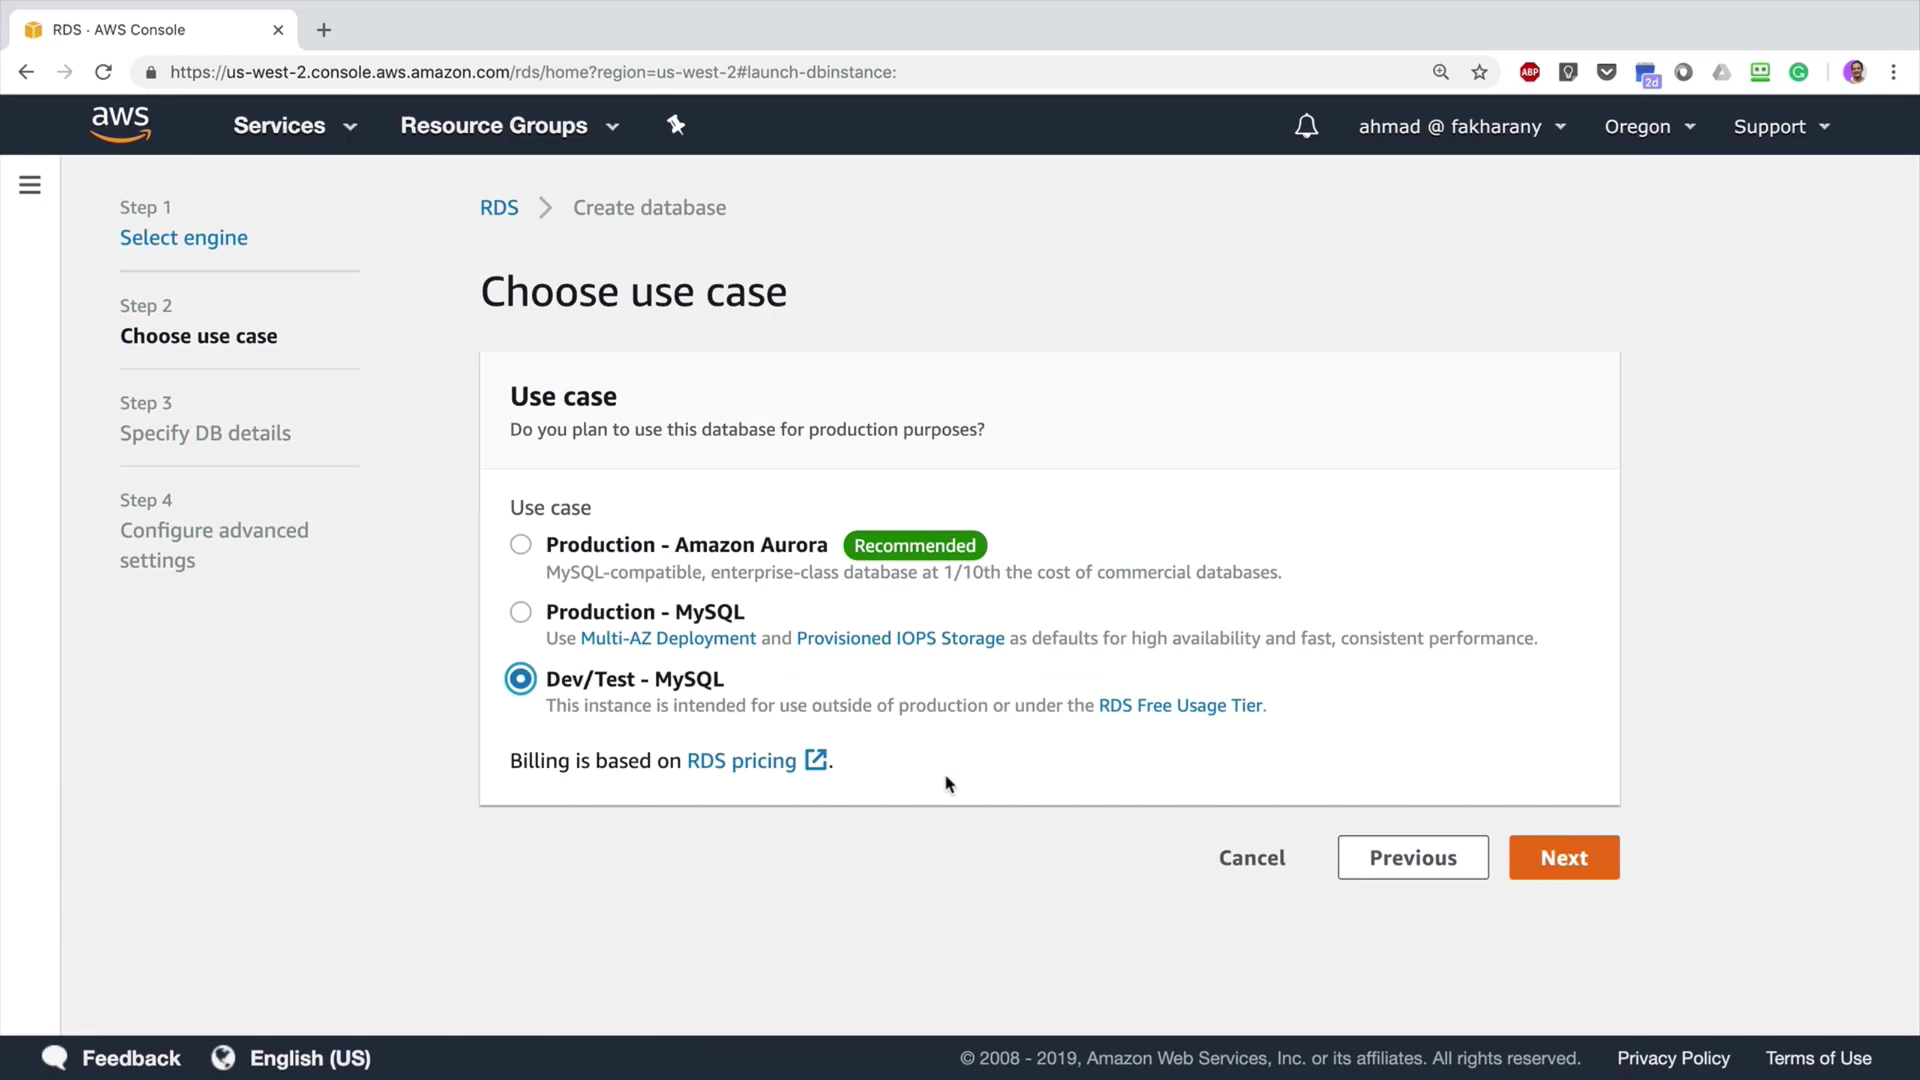 RDS · AWS Console
https://us-west-2.console.aws.amazon.com/rds/home?region=us-west-2#launch-dbinstance:
ABP
2d
aws
Services
Resource Groups
ahmad @ fakharany
Oregon
Support
Step 1
Select engine
Step 2
Choose use case
Step 3
Specify DB details
Step 4
Configure advanced
settings
RDS
Create database
Choose use case
Use case
Do you plan to use this database for production purposes?
Use case
Production - Amazon Aurora Recommended
MySQL-compatible, enterprise-class database at 1/10th the cost of commercial databases.
Production - MySQL
Use Multi-AZ Deployment and Provisioned IOPS Storage as defaults for high availability and fast, consistent performance.
Dev/Test - MySQL
This instance is intended for use outside of production or under the RDS Free Usage Tier.
Billing is based on RDS pricing .
Cancel
Previous
Next
Feedback
English (US)
© 2008 - 2019, Amazon Web Services, Inc. or its affiliates. All rights reserved.
Privacy Policy
Terms of Use